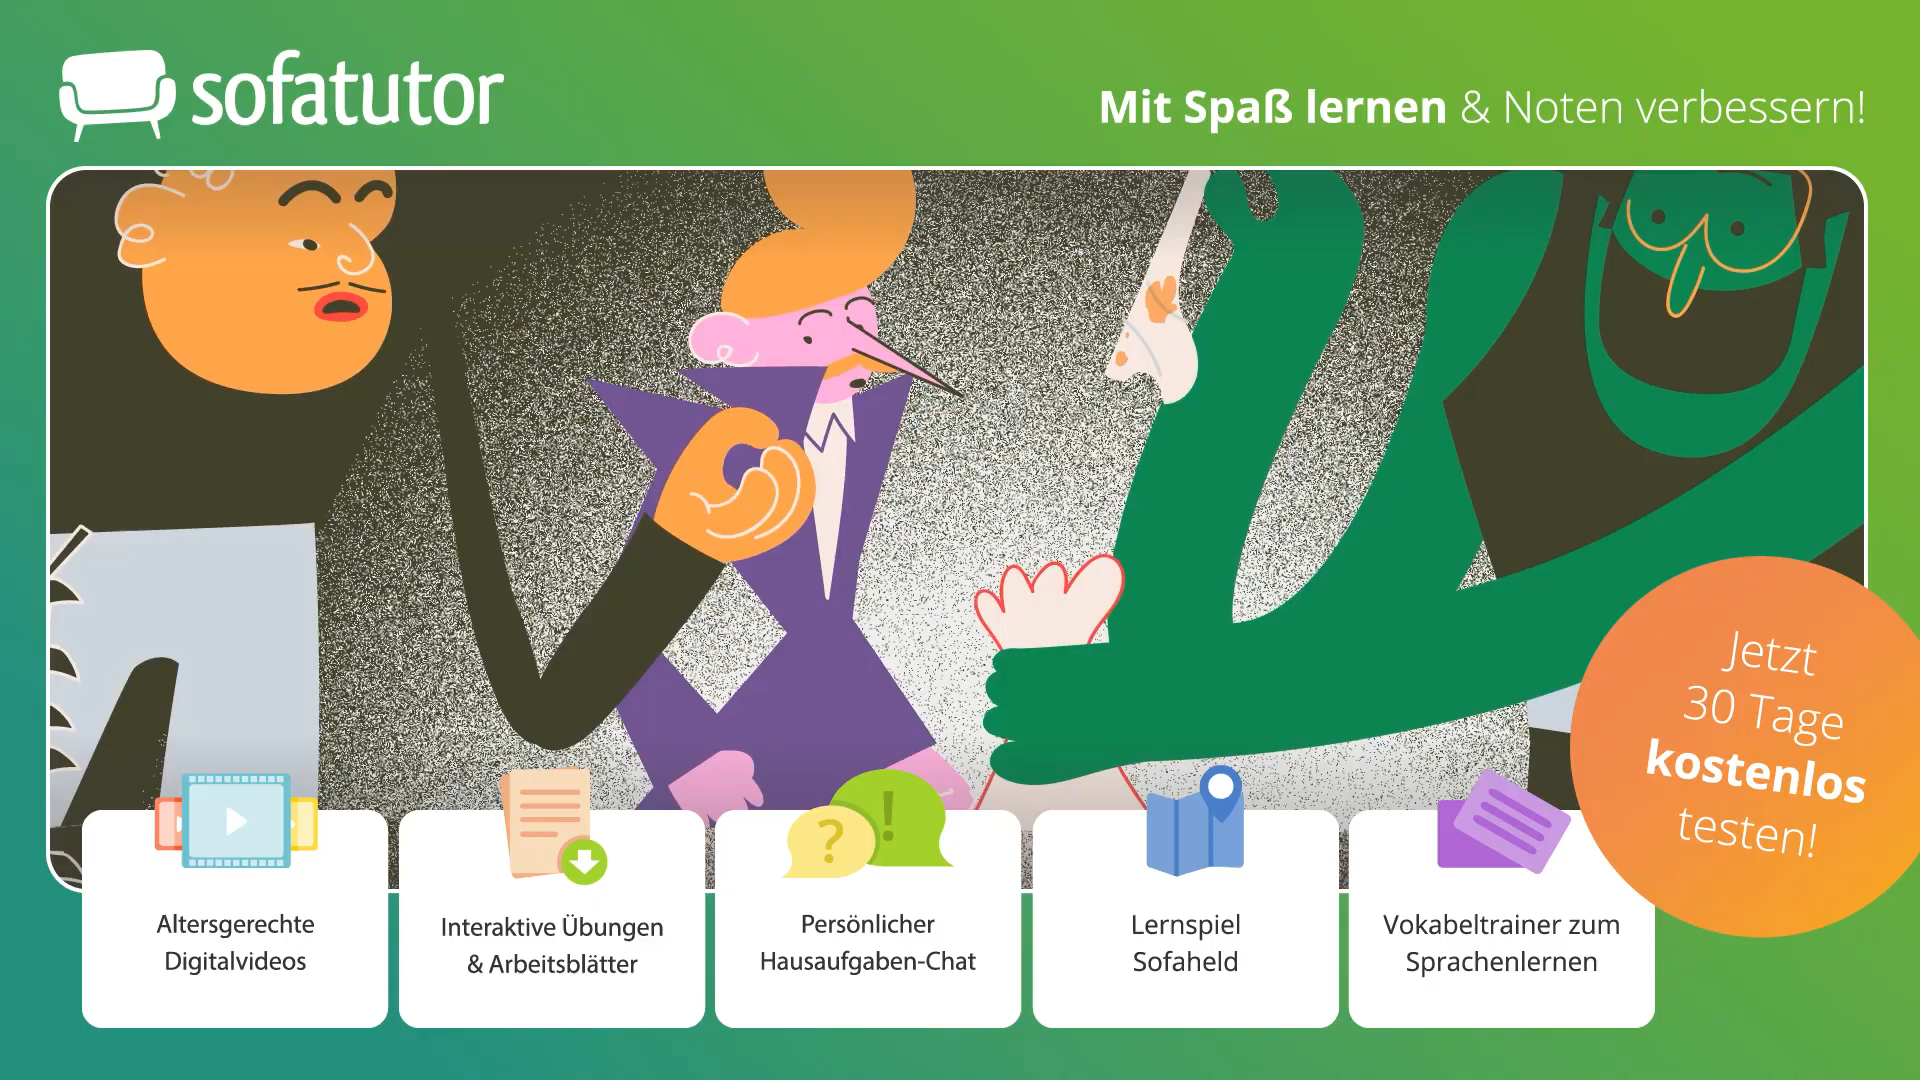 sofatutor
Mit Spaß lernen & Noten verbessern!
Jetzt
30 Tage
kostenlos
testen!
?
!
Altersgerechte
Digitalvideos
Interaktive Übungen
& Arbeitsblätter
Persönlicher
Hausaufgaben-Chat
Lernspiel
Sofaheld
Vokabeltrainer zum
Sprachenlernen